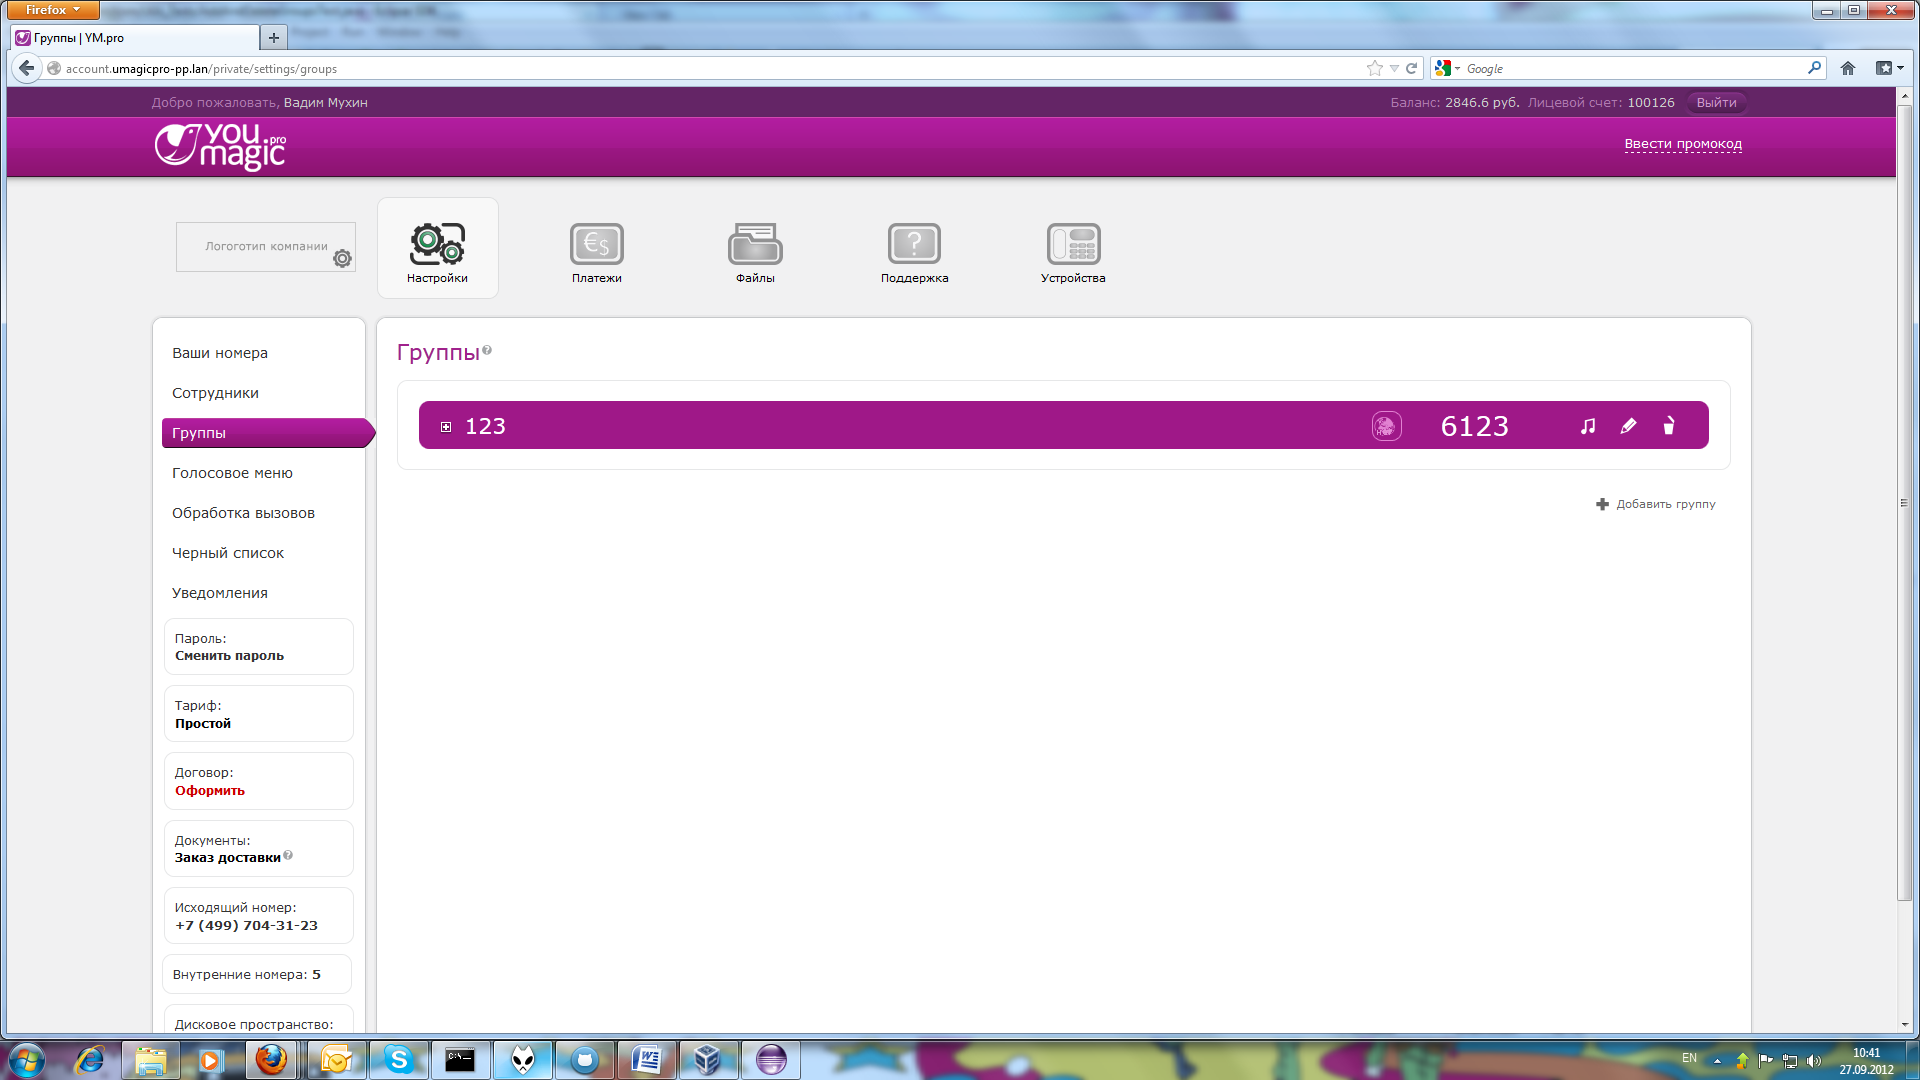 Firefox
Группы | YM.pro
account.umagicpro-pp.lan/private/settings/groups
Google
Добро пожаловать, Вадим Мухин
Баланс: 2846.6 руб. Лицевой счет: 100126 Выйти
you magic pro
Ввести промокод
Логотип компании
Настройки
Платежи
Файлы
Поддержка
Устройства
Ваши номера
Сотрудники
Группы
Голосовое меню
Обработка вызовов
Черный список
Уведомления
Пароль:
Сменить пароль
Тариф:
Простой
Договор:
Оформить
Документы:
Заказ доставки
Исходящий номер:
+7 (499) 704-31-23
Внутренние номера: 5
Дисковое пространство:
Группы
123 6123
Добавить группу
EN
10:41
27.09.2012